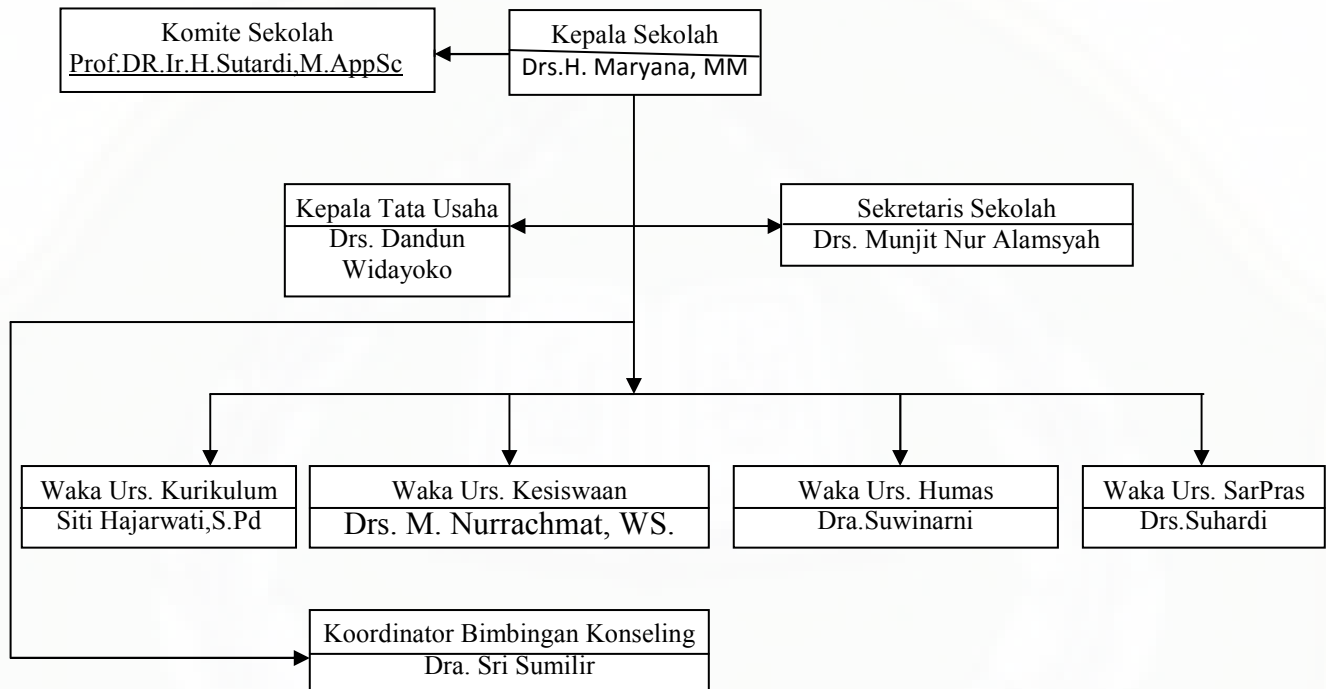 Komite Sekolah
Prof.DR.Ir.H.Sutardi,M.AppSc
Kepala Sekolah
Drs.H. Maryana, MM
Kepala Tata Usaha
Drs. Dandun
Widayoko
Sekretaris Sekolah
Drs. Munjit Nur Alamsyah
Waka Urs. Kurikulum
Siti Hajarwati,S.Pd
Waka Urs. Kesiswaan
Drs. M. Nurrachmat, WS.
Waka Urs. Humas
Dra.Suwinarni
Waka Urs. SarPras
Drs.Suhardi
Koordinator Bimbingan Konseling
Dra. Sri Sumilir